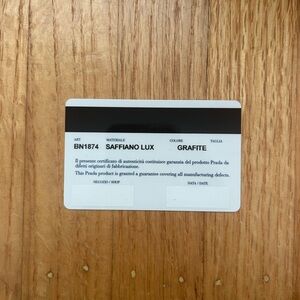 ART MATERIALE COLORE TAGLIA
BN1874 SAFFIANO LUX GRAFITE
Il presente certificato di autenticità costituisce garanzia del prodotto Prada da
difetti originari di fabbricazione.
This Prada product is granted a guarantee covering all manufacturing defects.
NEGOZIO / SHOP DATA / DATE